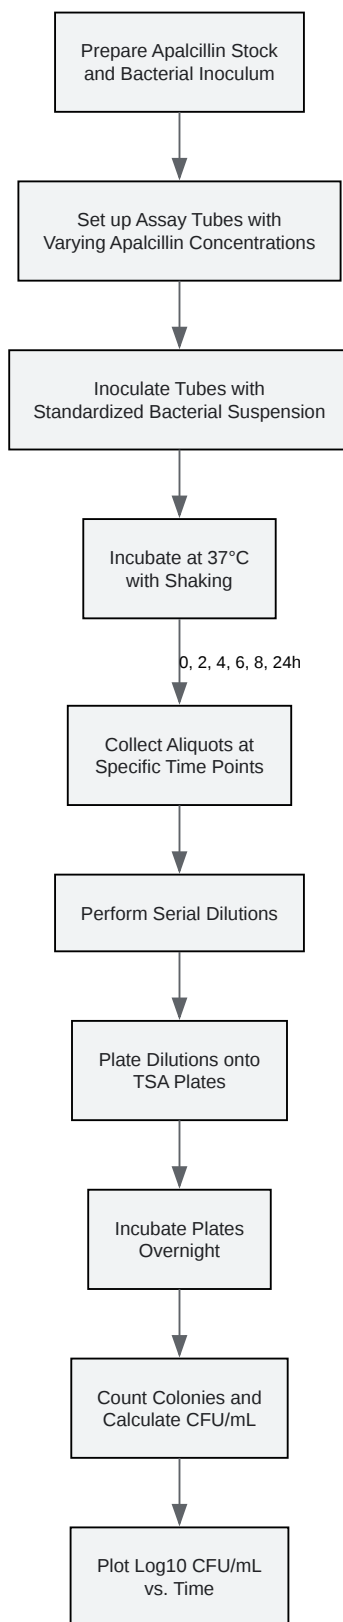 Prepare Apalcillin Stock
and Bacterial Inoculum
Set up Assay Tubes with
Varying Apalcillin Concentrations
Inoculate Tubes with
Standardized Bacterial Suspension
Incubate at 37°C
with Shaking
0, 2, 4, 6, 8, 24h
Collect Aliquots at
Specific Time Points
Perform Serial Dilutions
Plate Dilutions onto
TSA Plates
Incubate Plates
Overnight
Count Colonies and
Calculate CFU/mL
Plot Log10 CFU/mL
vs. Time